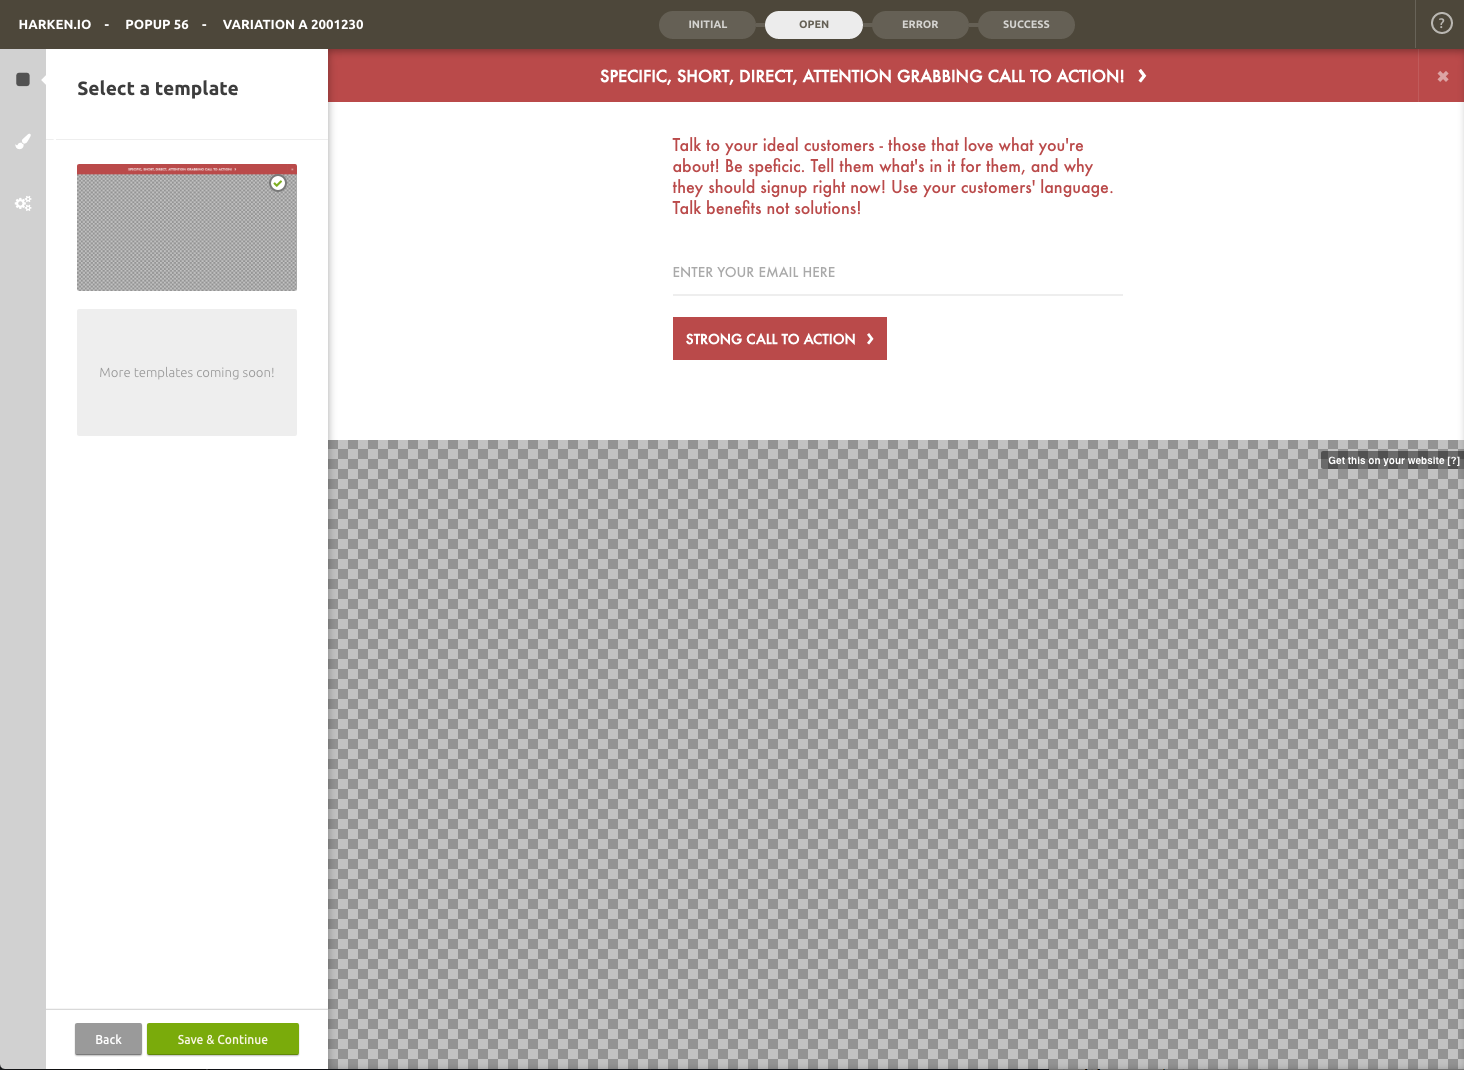 HARKEN.IO - POPUP 56 - VARIATION A 2001230
INITIAL
OPEN
ERROR
SUCCESS
?
Select a template
SPECIFIC, SHORT, DIRECT, ATTENTION GRABBING CALL TO ACTION!
More templates coming soon!
Back
Save & Continue
SPECIFIC, SHORT, DIRECT, ATTENTION GRABBING CALL TO ACTION! ›
Talk to your ideal customers - those that love what you're
about! Be speficic. Tell them what's in it for them, and why
they should signup right now! Use your customers' language.
Talk benefits not solutions!
ENTER YOUR EMAIL HERE
STRONG CALL TO ACTION ›
Get this on your website [?]